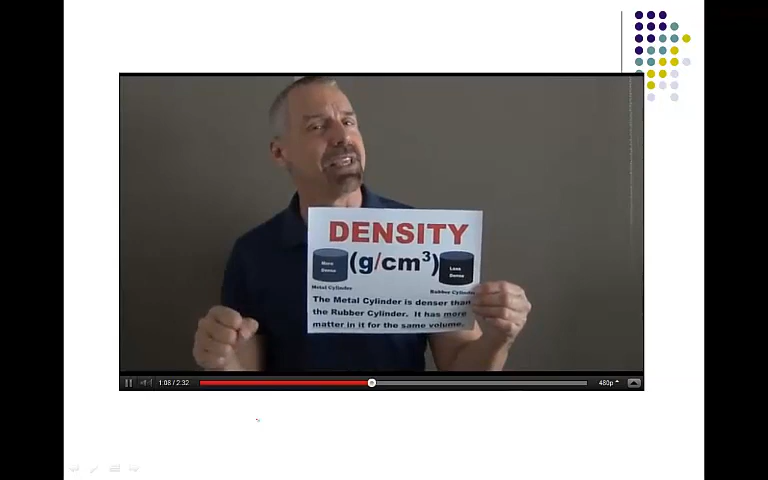 DENSITY
(g/cm³)
More
Dense
Less
Dense
Metal Cylinder
Rubber Cylinder
The Metal Cylinder is denser than
the Rubber Cylinder. It has more
matter in it for the same volume.
1:08 / 2:32
480p